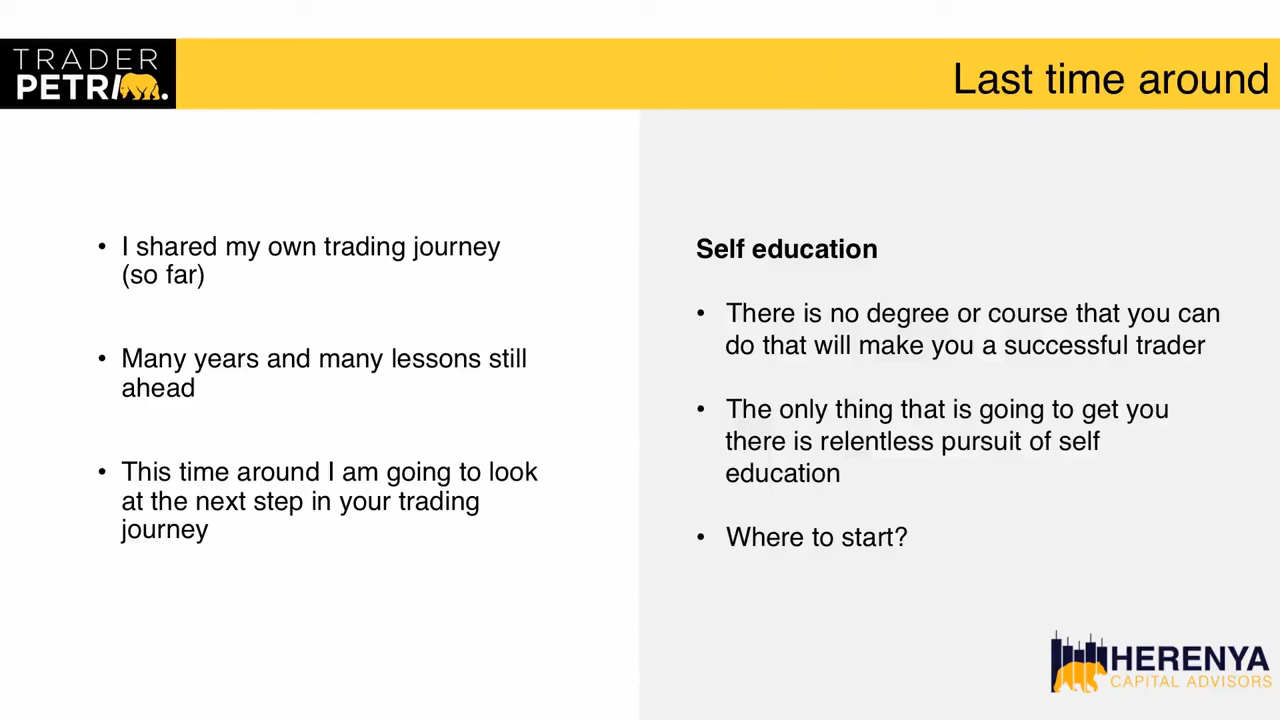 TRADER
PETRI.
Last time around
• I shared my own trading journey
(so far)
• Many years and many lessons still
ahead
• This time around I am going to look
at the next step in your trading
journey
Self education
• There is no degree or course that you can
do that will make you a successful trader
• The only thing that is going to get you
there is relentless pursuit of self
education
• Where to start?
HERENYA
CAPITAL ADVISORS